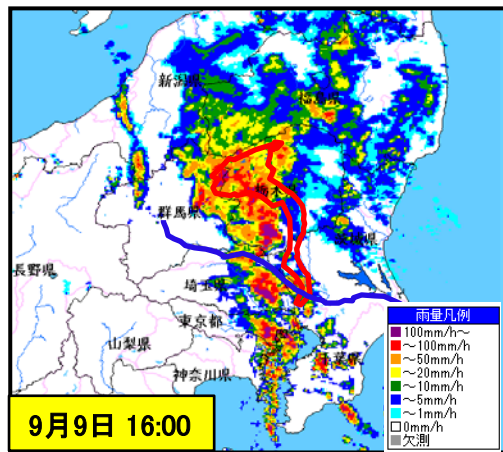 新潟県
福島県
栃木県
群馬県
茨城県
長野県
埼玉県
東京都
山梨県
千葉県
神奈川県
雨量凡例
100mm/h～
～100mm/h
～50mm/h
～20mm/h
～10mm/h
～5mm/h
～1mm/h
0mm/h
欠測
9月9日 16:00